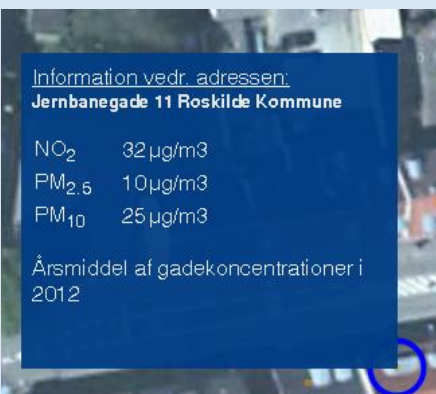 Information vedr. adressen:
Jernbanegade 11 Roskilde Kommune
NO₂ 32µg/m3
PM₂.₅ 10µg/m3
PM₁₀ 25µg/m3
Årsmiddel af gadekoncentrationer i
2012